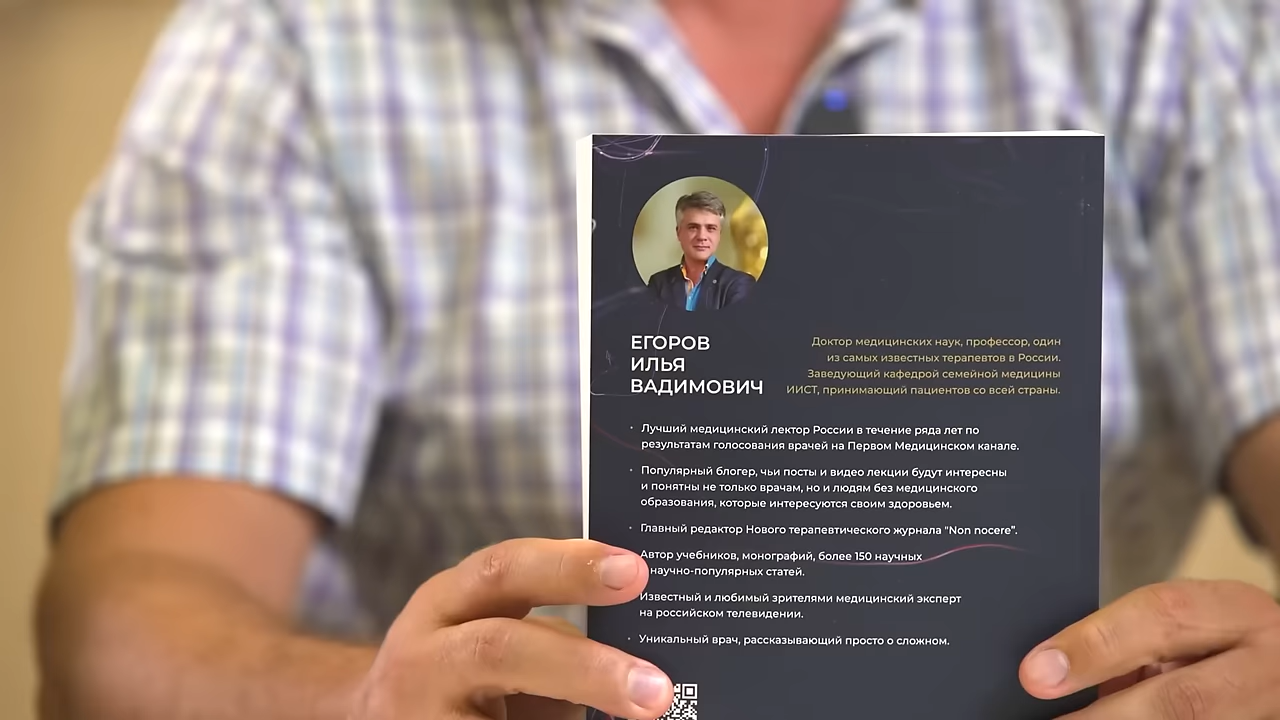 ЕГОРОВ
ИЛЬЯ
ВАДИМОВИЧ
Доктор медицинских наук, профессор, один
из самых известных терапевтов в России.
Заведующий кафедрой семейной медицины
ИИСТ, принимающий пациентов со всей страны.
· Лучший медицинский лектор России в течение ряда лет по
результатам голосования врачей на Первом Медицинском канале.
· Популярный блогер, чьи посты и видео лекции будут интересны
и понятны не только врачам, но и людям без медицинского
образования, которые интересуются своим здоровьем.
· Главный редактор Нового терапевтического журнала "Non nocere".
Автор учебников, монографий, более 150 научных
научно-популярных статей.
Известный и любимый зрителями медицинский эксперт
на российском телевидении.
· Уникальный врач, рассказывающий просто о сложном.